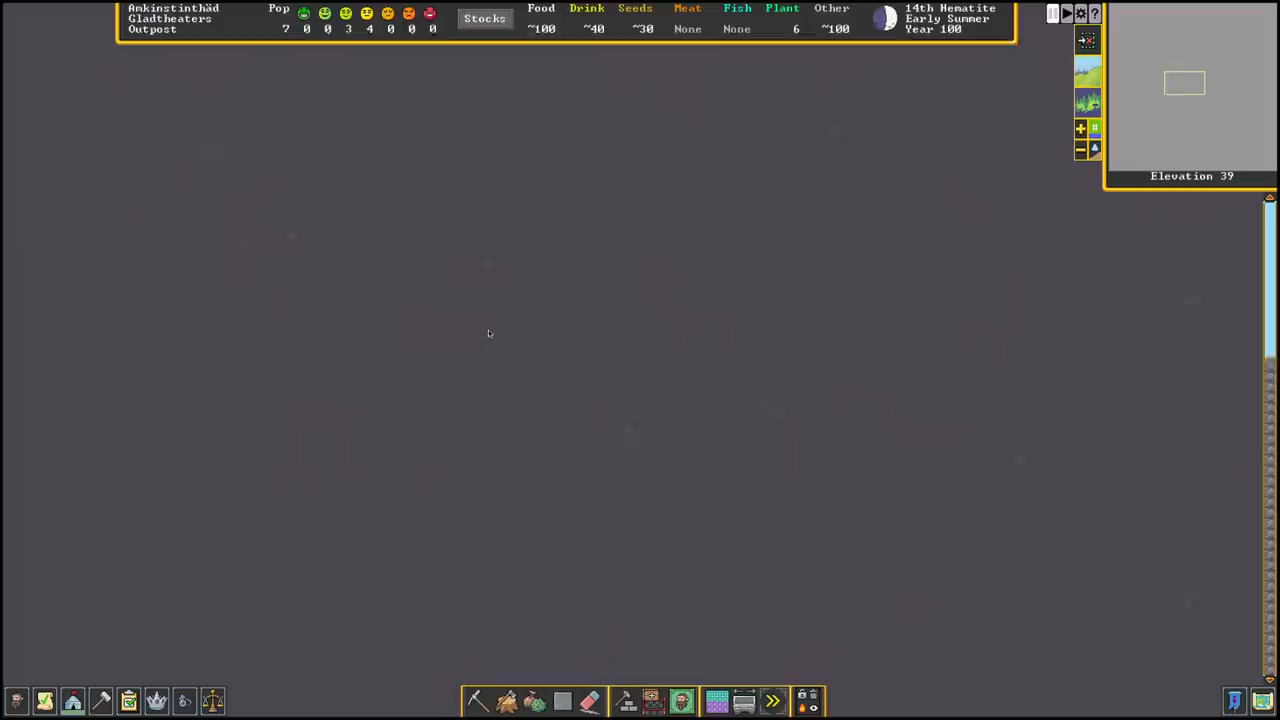 Amkinstinthäd Pop Stocks Food Drink Seeds Meat Fish Plant Other 14th Hematite
Gladtheaters Early Summer
Outpost 7 0 0 3 4 0 0 0 ~100 ~40 ~30 None None 6 ~100 Year 100
?
Elevation 39